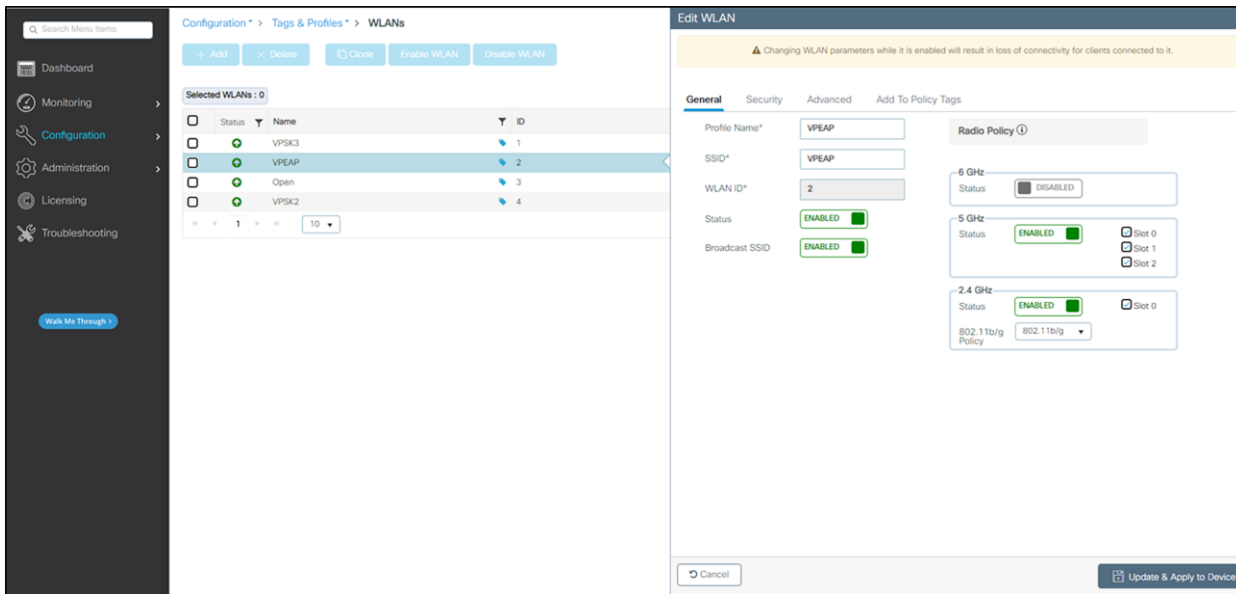 Search Menu Items
Dashboard
Monitoring
Configuration
Administration
Licensing
Troubleshooting
Walk Me Through >
Configuration > Tags & Profiles > WLANs
+ Add × Delete Clone Enable WLAN Disable WLAN
Selected WLANs : 0
Status Name ID
VPSK3 1
VPEAP 2
Open 3
VPSK2 4
1 10
Edit WLAN
Changing WLAN parameters while it is enabled will result in loss of connectivity for clients connected to it.
General Security Advanced Add To Policy Tags
Profile Name* VPEAP
SSID* VPEAP
WLAN ID* 2
Status ENABLED
Broadcast SSID ENABLED
Radio Policy
6 GHz
Status DISABLED
5 GHz
Status ENABLED Slot 0
Slot 1
Slot 2
2.4 GHz
Status ENABLED Slot 0
802.11b/g
Policy
802.11b/g
Cancel Update & Apply to Device